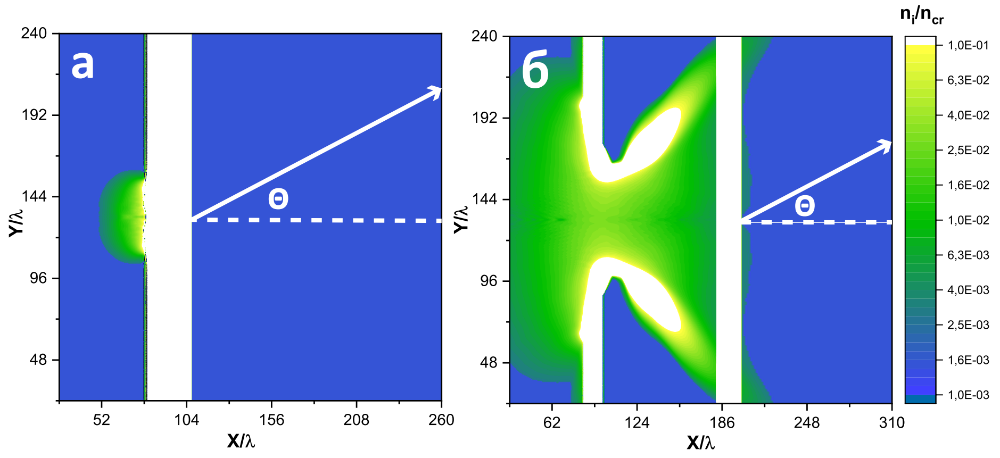 а
Θ
240
192
144
96
48
Y/λ
52
104
156
208
260
X/λ
б
Θ
240
192
144
96
48
Y/λ
62
124
186
248
310
X/λ
nᵢ/n꜀ᵣ
1,0E-01
6,3E-02
4,0E-02
2,5E-02
1,6E-02
1,0E-02
6,3E-03
4,0E-03
2,5E-03
1,6E-03
1,0E-03